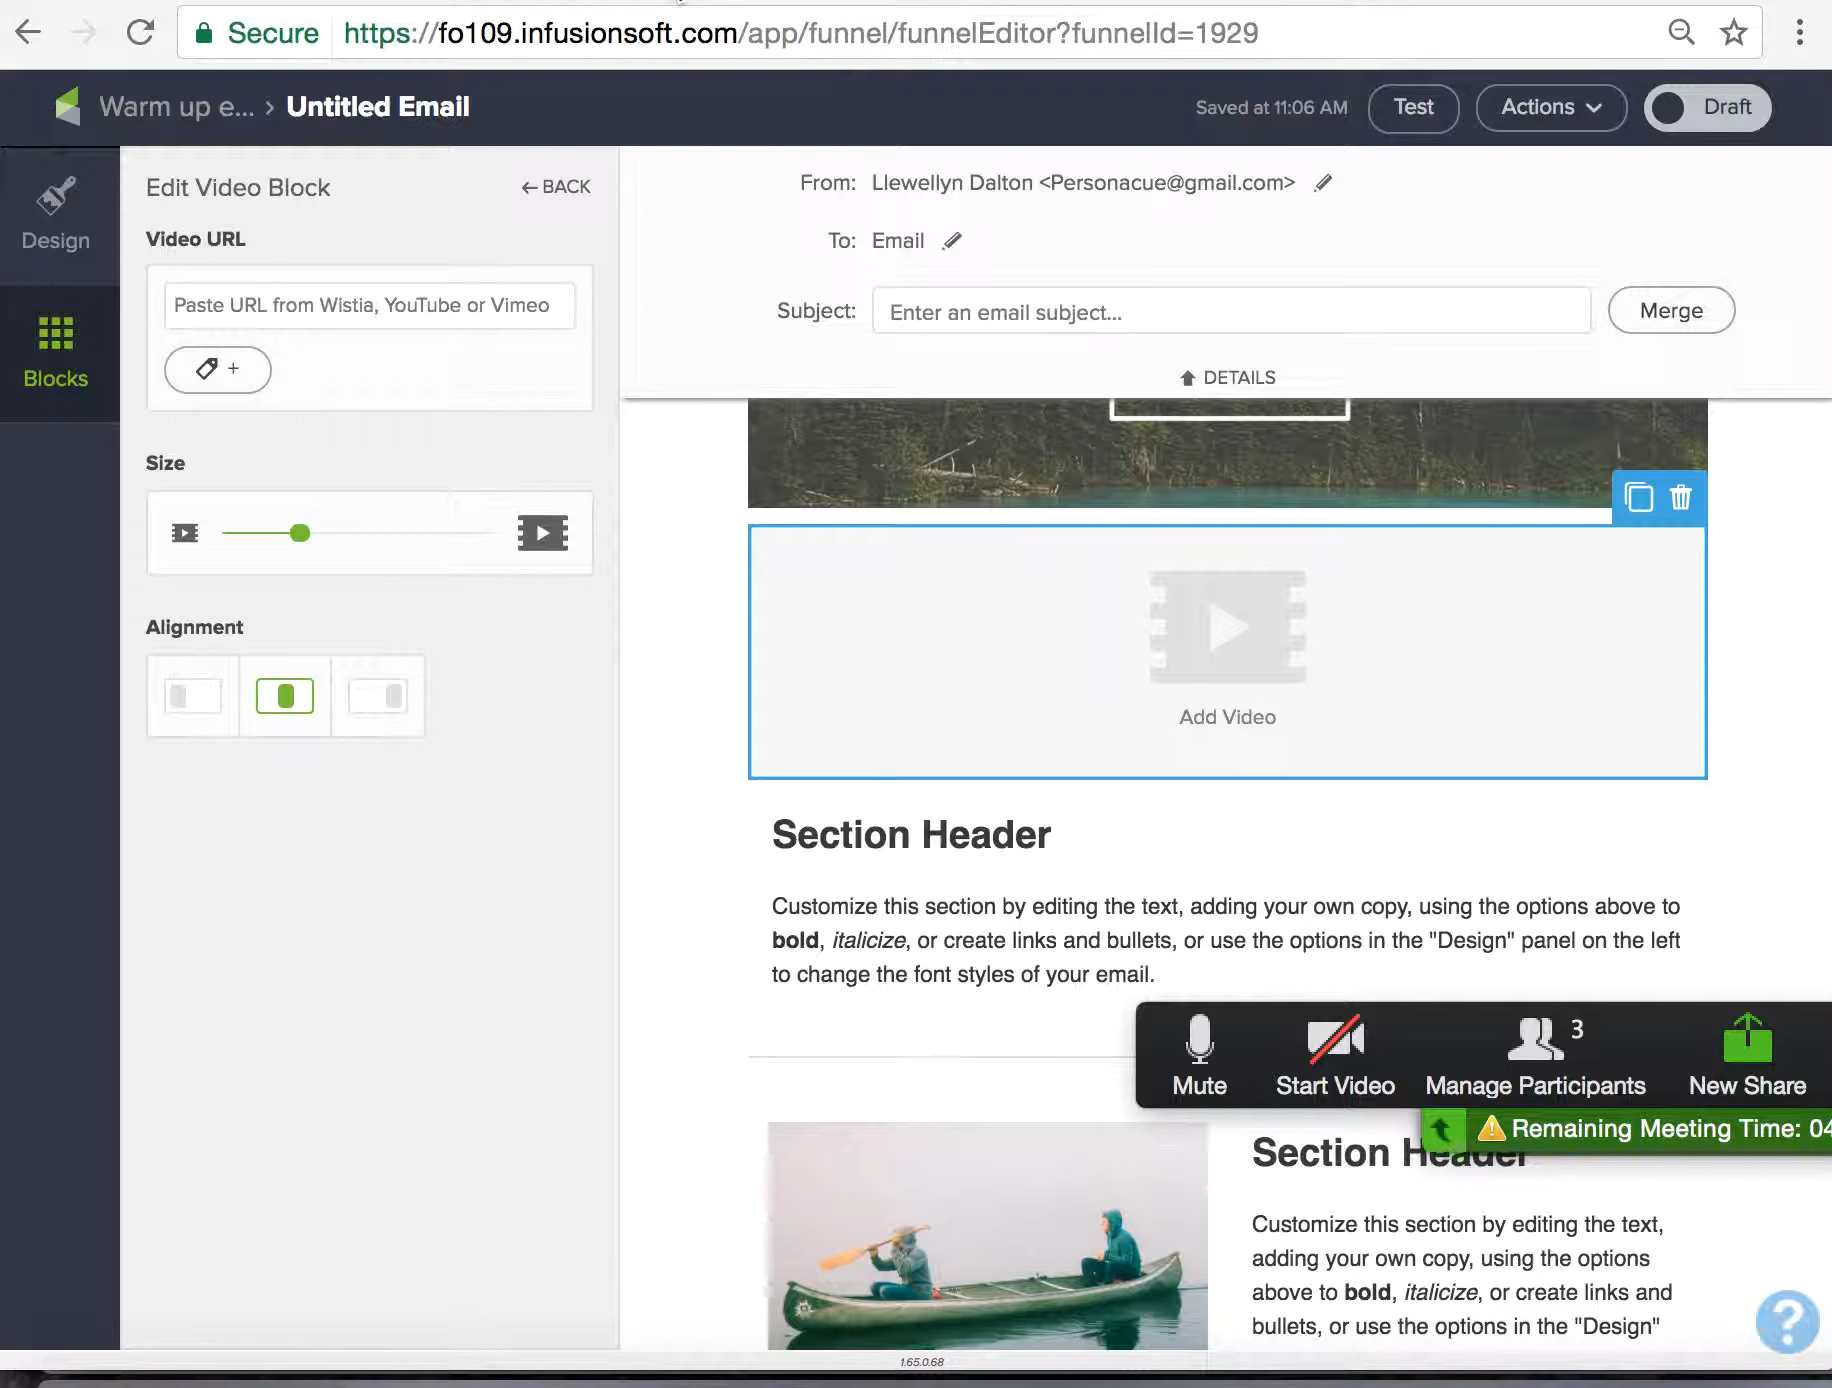 Secure https://fo109.infusionsoft.com/app/funnel/funnelEditor?funnelId=1929
Warm up e... › Untitled Email
Saved at 11:06 AM
Test
Actions
Draft
Design
Blocks
Edit Video Block
←BACK
Video URL
Paste URL from Wistia, YouTube or Vimeo
+
Size
Alignment
From: Llewellyn Dalton <Personacue@gmail.com>
To: Email
Subject: Enter an email subject...
Merge
DETAILS
Add Video
Section Header
Customize this section by editing the text, adding your own copy, using the options above to
bold, italicize, or create links and bullets, or use the options in the "Design" panel on the left
to change the font styles of your email.
3
Mute
Start Video
Manage Participants
New Share
Remaining Meeting Time: 04
Section Header
Customize this section by editing the text,
adding your own copy, using the options
above to bold, italicize, or create links and
bullets, or use the options in the "Design"
?
1.65.0.68